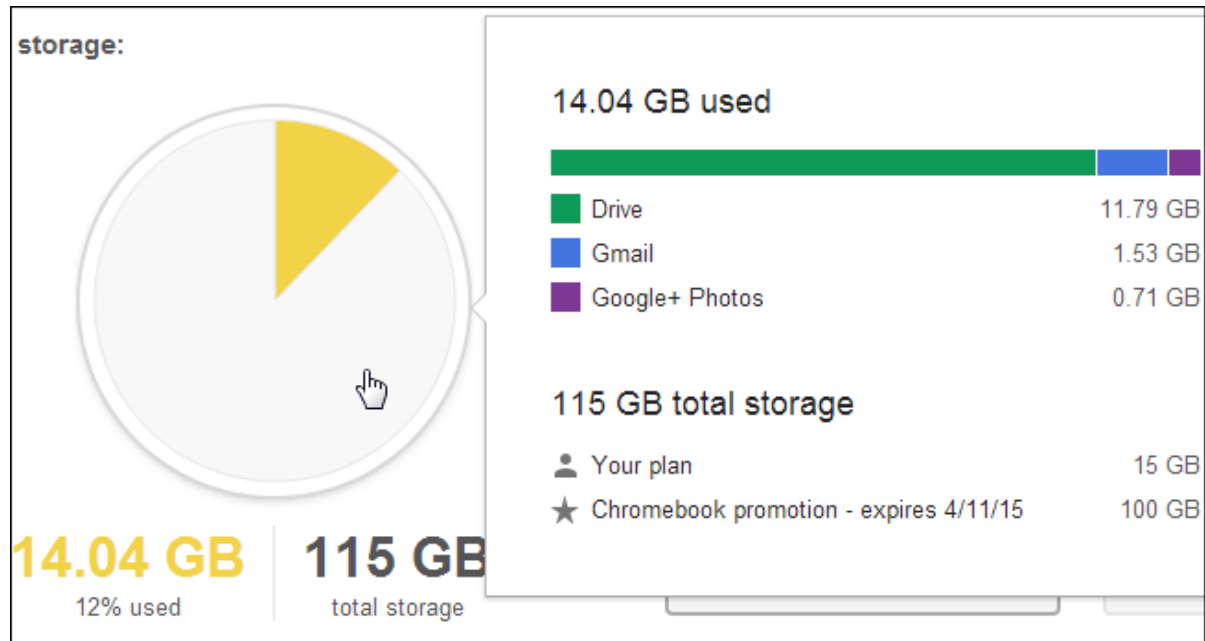 storage:
14.04 GB used
Drive 11.79 GB
Gmail 1.53 GB
Google+ Photos 0.71 GB
115 GB total storage
Your plan 15 GB
Chromebook promotion - expires 4/11/15 100 GB
14.04 GB 115 GB
12% used total storage